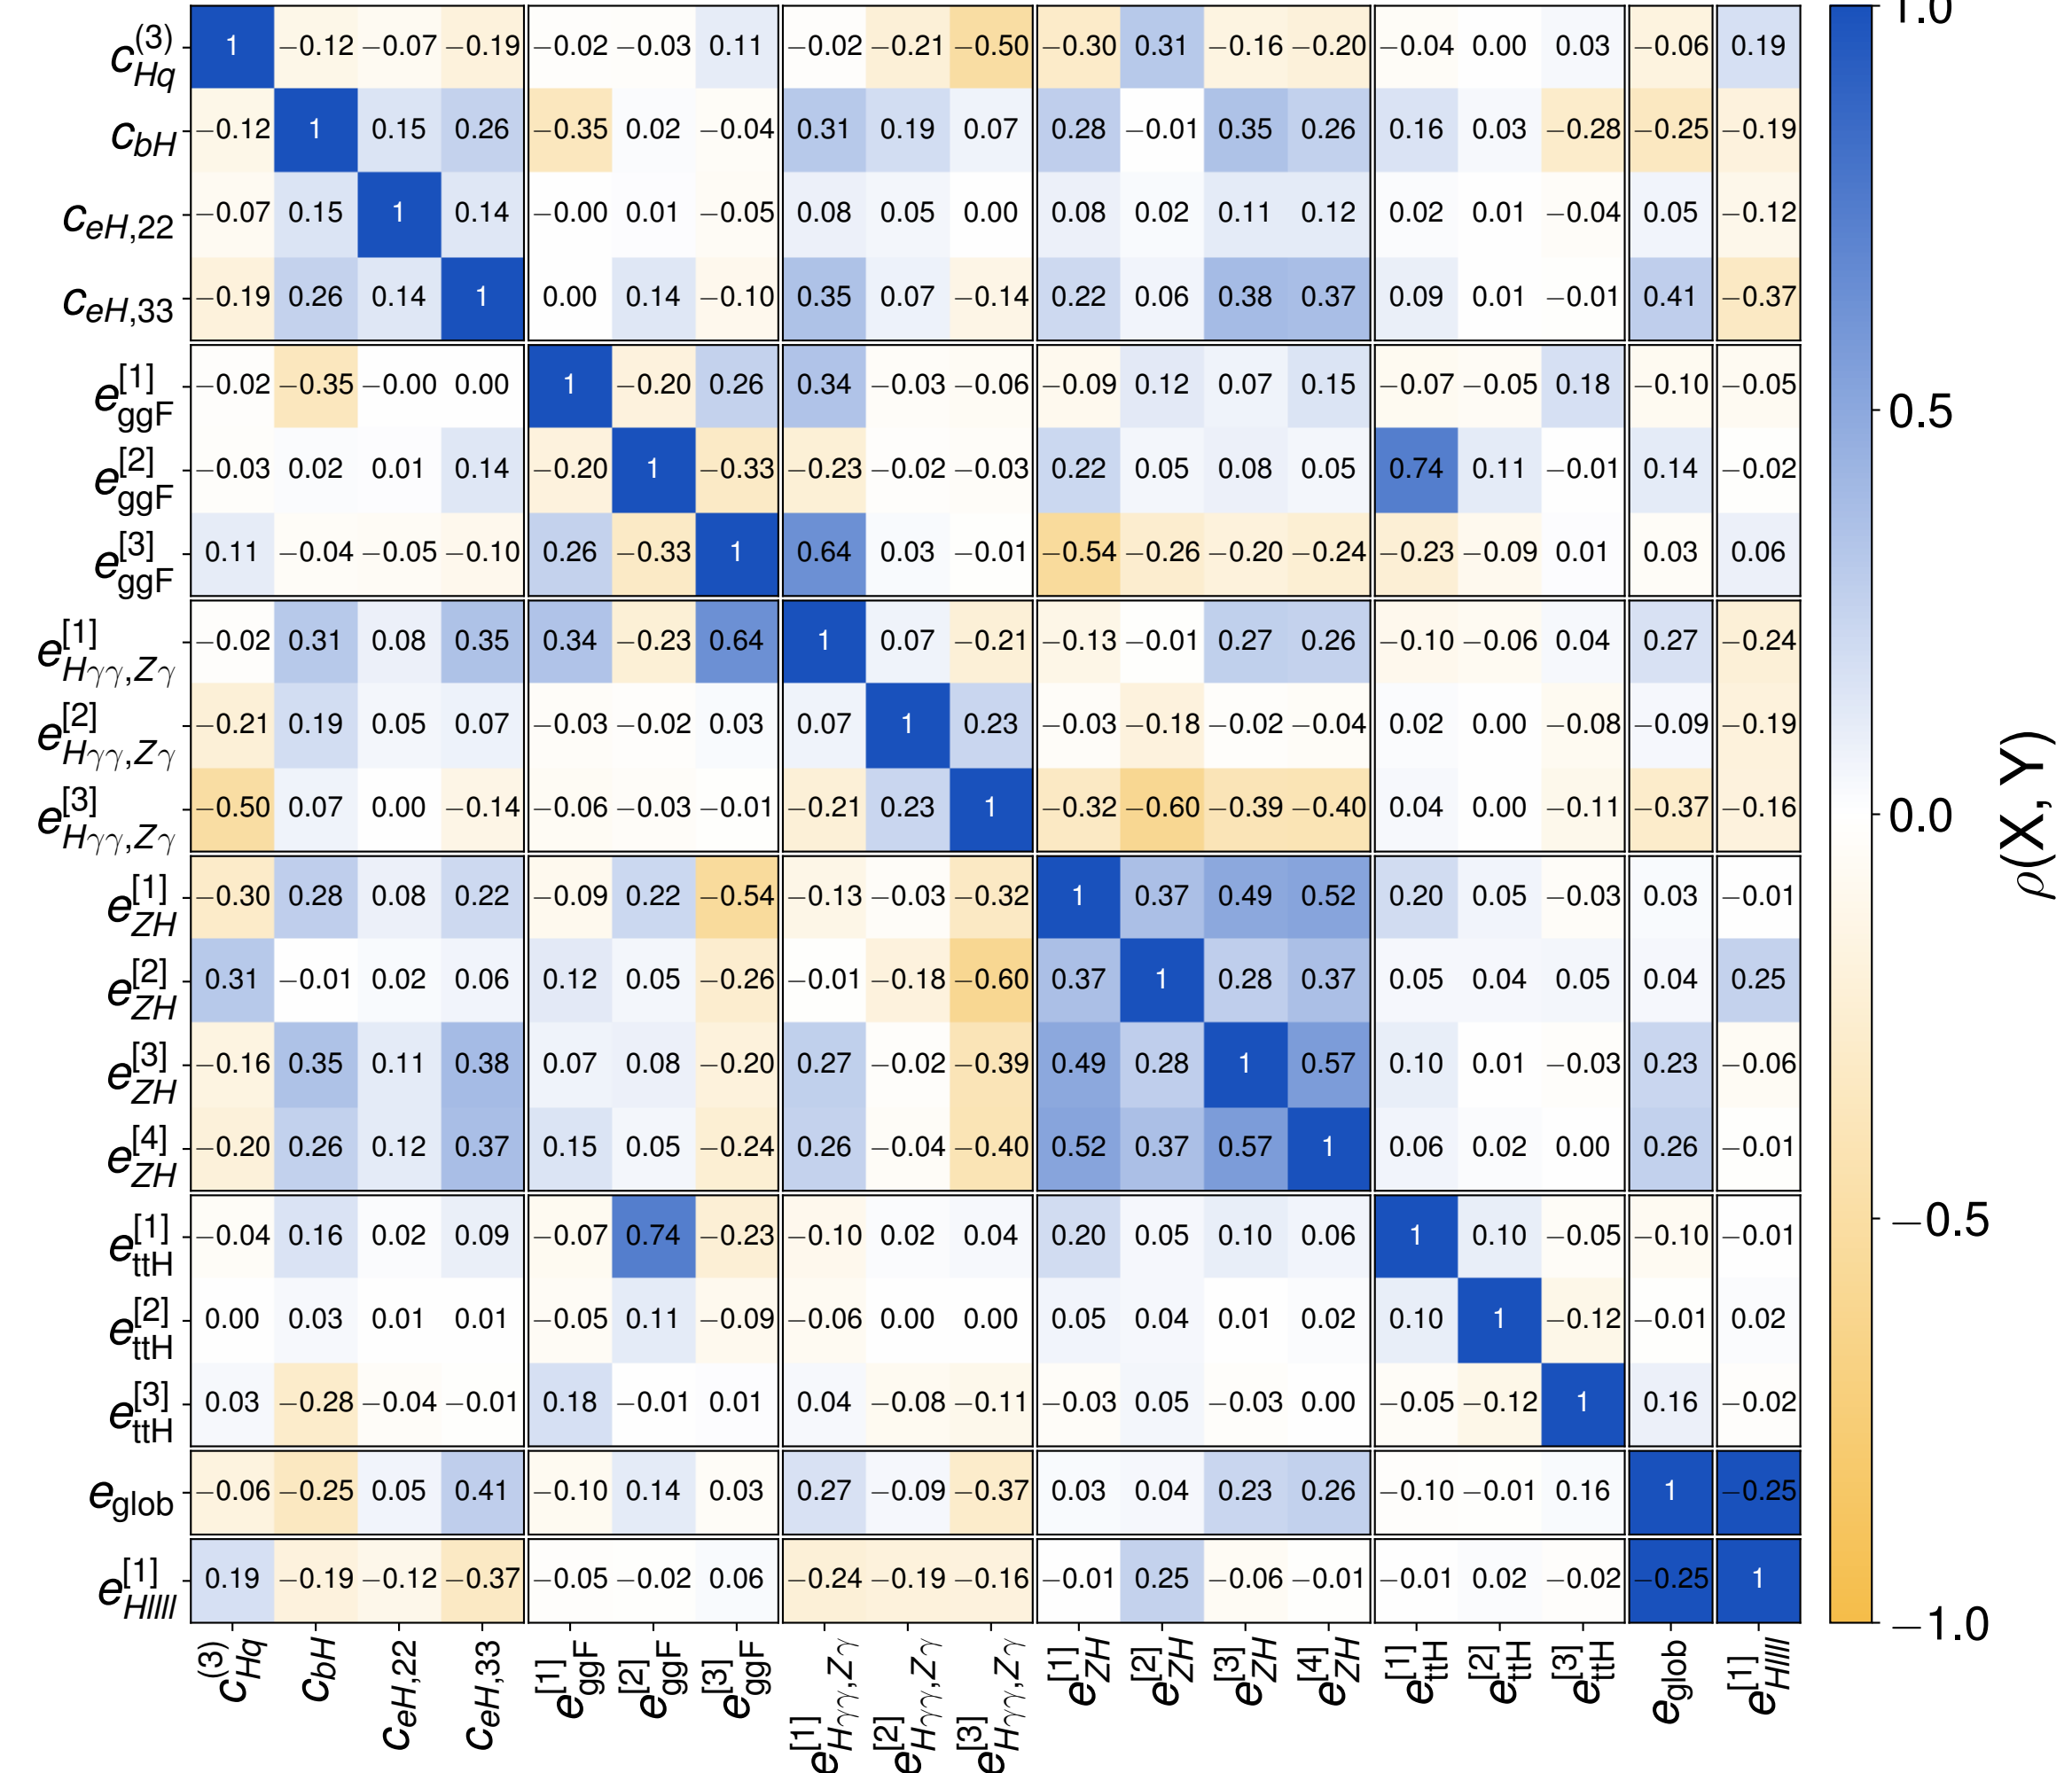 c_{Hq}^{(3)} 1 −0.12 −0.07 −0.19 −0.02 −0.03 0.11 −0.02 −0.21 −0.50 −0.30 0.31 −0.16 −0.20 −0.04 0.00 0.03 −0.06 0.19
c_{bH} −0.12 1 0.15 0.26 −0.35 0.02 −0.04 0.31 0.19 0.07 0.28 −0.01 0.35 0.26 0.16 0.03 −0.28 −0.25 −0.19
c_{eH,22} −0.07 0.15 1 0.14 −0.00 0.01 −0.05 0.08 0.05 0.00 0.08 0.02 0.11 0.12 0.02 0.01 −0.04 0.05 −0.12
c_{eH,33} −0.19 0.26 0.14 1 0.00 0.14 −0.10 0.35 0.07 −0.14 0.22 0.06 0.38 0.37 0.09 0.01 −0.01 0.41 −0.37
e_{ggF}^{[1]} −0.02 −0.35 −0.00 0.00 1 −0.20 0.26 0.34 −0.03 −0.06 −0.09 0.12 0.07 0.15 −0.07 −0.05 0.18 −0.10 −0.05
e_{ggF}^{[2]} −0.03 0.02 0.01 0.14 −0.20 1 −0.33 −0.23 −0.02 −0.03 0.22 0.05 0.08 0.05 0.74 0.11 −0.01 0.14 −0.02
e_{ggF}^{[3]} 0.11 −0.04 −0.05 −0.10 0.26 −0.33 1 0.64 0.03 −0.01 −0.54 −0.26 −0.20 −0.24 −0.23 −0.09 0.01 0.03 0.06
e_{Hγγ,Zγ}^{[1]} −0.02 0.31 0.08 0.35 0.34 −0.23 0.64 1 0.07 −0.21 −0.13 −0.01 0.27 0.26 −0.10 −0.06 0.04 0.27 −0.24
e_{Hγγ,Zγ}^{[2]} −0.21 0.19 0.05 0.07 −0.03 −0.02 0.03 0.07 1 0.23 −0.03 −0.18 −0.02 −0.04 0.02 0.00 −0.08 −0.09 −0.19
e_{Hγγ,Zγ}^{[3]} −0.50 0.07 0.00 −0.14 −0.06 −0.03 −0.01 −0.21 0.23 1 −0.32 −0.60 −0.39 −0.40 0.04 0.00 −0.11 −0.37 −0.16
e_{ZH}^{[1]} −0.30 0.28 0.08 0.22 −0.09 0.22 −0.54 −0.13 −0.03 −0.32 1 0.37 0.49 0.52 0.20 0.05 −0.03 0.03 −0.01
e_{ZH}^{[2]} 0.31 −0.01 0.02 0.06 0.12 0.05 −0.26 −0.01 −0.18 −0.60 0.37 1 0.28 0.37 0.05 0.04 0.05 0.04 0.25
e_{ZH}^{[3]} −0.16 0.35 0.11 0.38 0.07 0.08 −0.20 0.27 −0.02 −0.39 0.49 0.28 1 0.57 0.10 0.01 −0.03 0.23 −0.06
e_{ZH}^{[4]} −0.20 0.26 0.12 0.37 0.15 0.05 −0.24 0.26 −0.04 −0.40 0.52 0.37 0.57 1 0.06 0.02 0.00 0.26 −0.01
e_{ttH}^{[1]} −0.04 0.16 0.02 0.09 −0.07 0.74 −0.23 −0.10 0.02 0.04 0.20 0.05 0.10 0.06 1 0.10 −0.05 −0.10 −0.01
e_{ttH}^{[2]} 0.00 0.03 0.01 0.01 −0.05 0.11 −0.09 −0.06 0.00 0.00 0.05 0.04 0.01 0.02 0.10 1 −0.12 −0.01 0.02
e_{ttH}^{[3]} 0.03 −0.28 −0.04 −0.01 0.18 −0.01 0.01 0.04 −0.08 −0.11 −0.03 0.05 −0.03 0.00 −0.05 −0.12 1 0.16 −0.02
e_{glob} −0.06 −0.25 0.05 0.41 −0.10 0.14 0.03 0.27 −0.09 −0.37 0.03 0.04 0.23 0.26 −0.10 −0.01 0.16 1 −0.25
e_{Hllll}^{[1]} 0.19 −0.19 −0.12 −0.37 −0.05 −0.02 0.06 −0.24 −0.19 −0.16 −0.01 0.25 −0.06 −0.01 −0.01 0.02 −0.02 −0.25 1
c_{Hq}^{(3)} c_{bH} c_{eH,22} c_{eH,33} e_{ggF}^{[1]} e_{ggF}^{[2]} e_{ggF}^{[3]} e_{Hγγ,Zγ}^{[1]} e_{Hγγ,Zγ}^{[2]} e_{Hγγ,Zγ}^{[3]} e_{ZH}^{[1]} e_{ZH}^{[2]} e_{ZH}^{[3]} e_{ZH}^{[4]} e_{ttH}^{[1]} e_{ttH}^{[2]} e_{ttH}^{[3]} e_{glob} e_{Hllll}^{[1]}
1.0
0.5
0.0
−0.5
−1.0
ρ(X, Y)